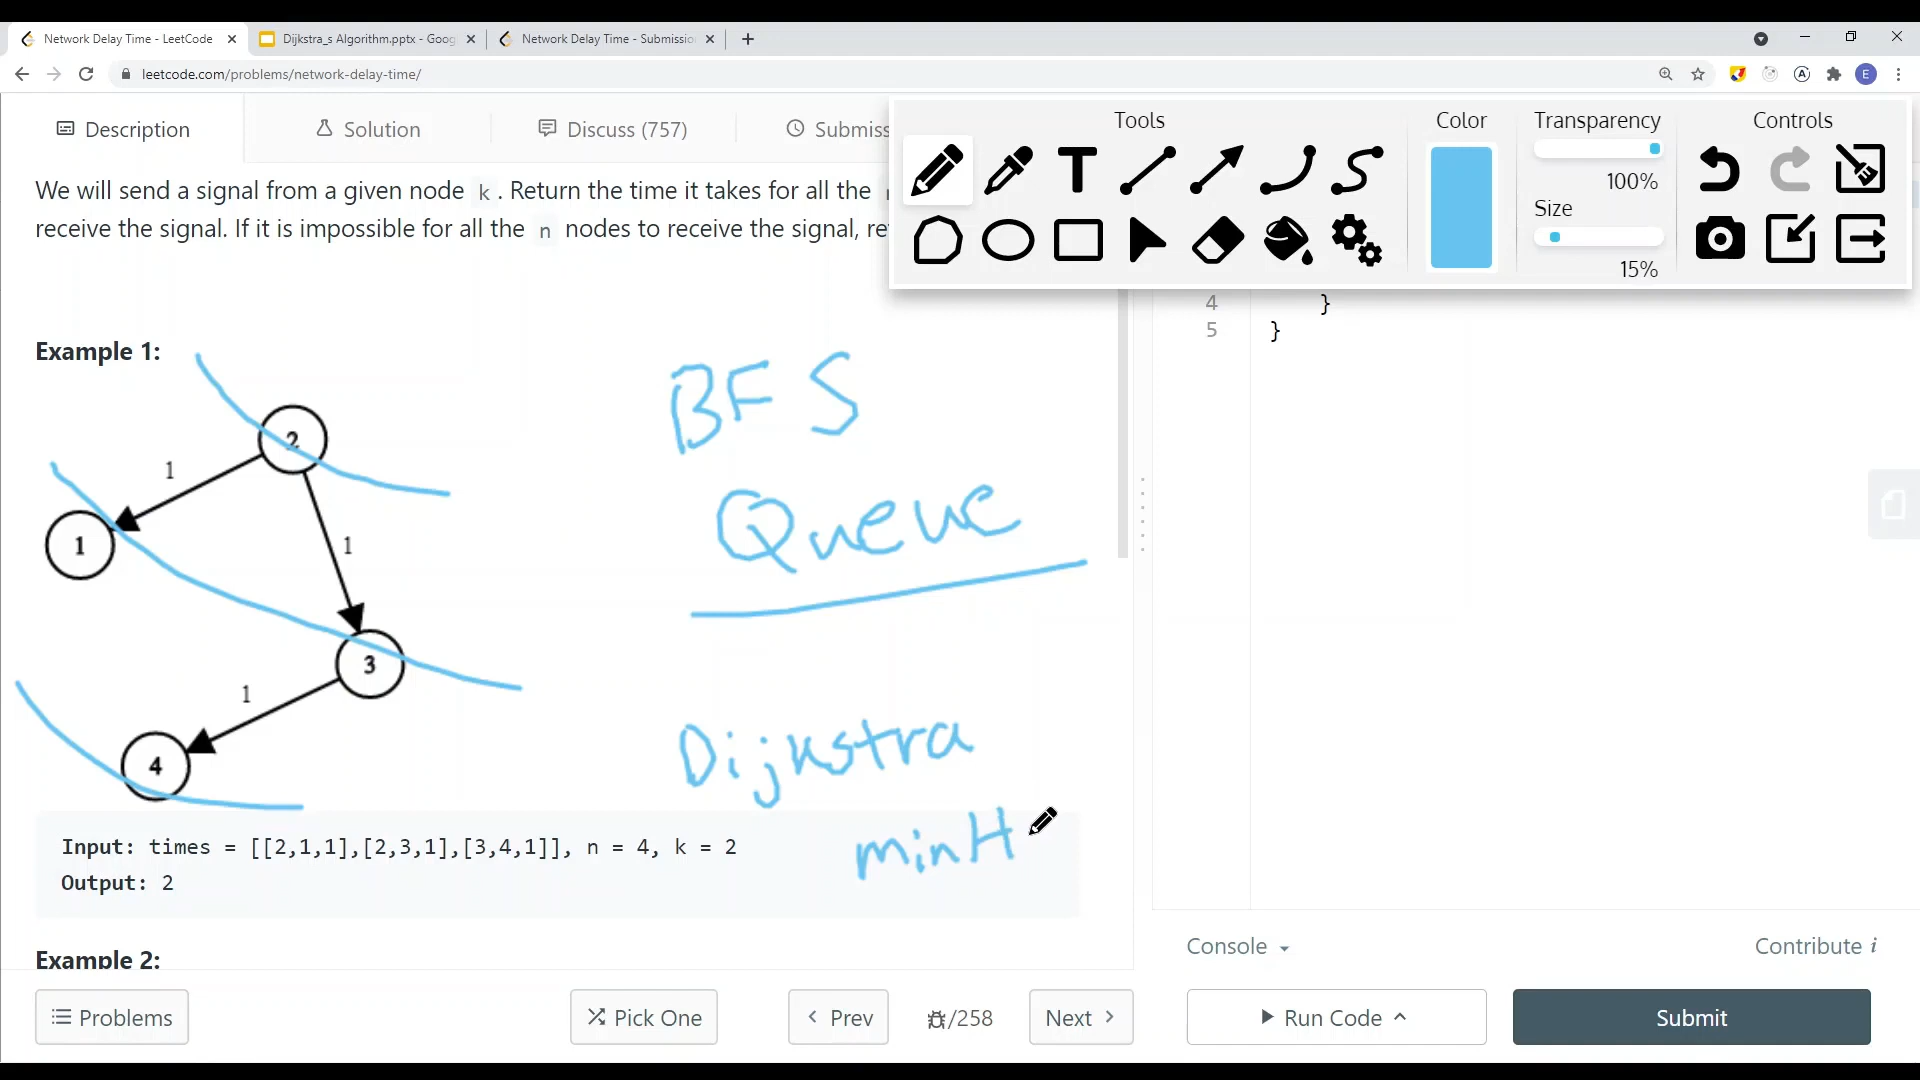 Network Delay Time - LeetCode
Dijkstra_s Algorithm.pptx - Goog
Network Delay Time - Submissio
leetcode.com/problems/network-delay-time/
E
Description
Solution
Discuss (757)
Submiss
Tools
Color
Transparency
100%
Size
15%
Controls
We will send a signal from a given node k. Return the time it takes for all the
receive the signal. If it is impossible for all the n nodes to receive the signal, re
4 }
5 }
Example 1:
2
1
1
1
3
1
4
BFS
Queue
Dijkstra
minH
Input: times = [[2,1,1],[2,3,1],[3,4,1]], n = 4, k = 2
Output: 2
Example 2:
Console
Contribute i
Problems
Pick One
Prev
/258
Next
Run Code
Submit